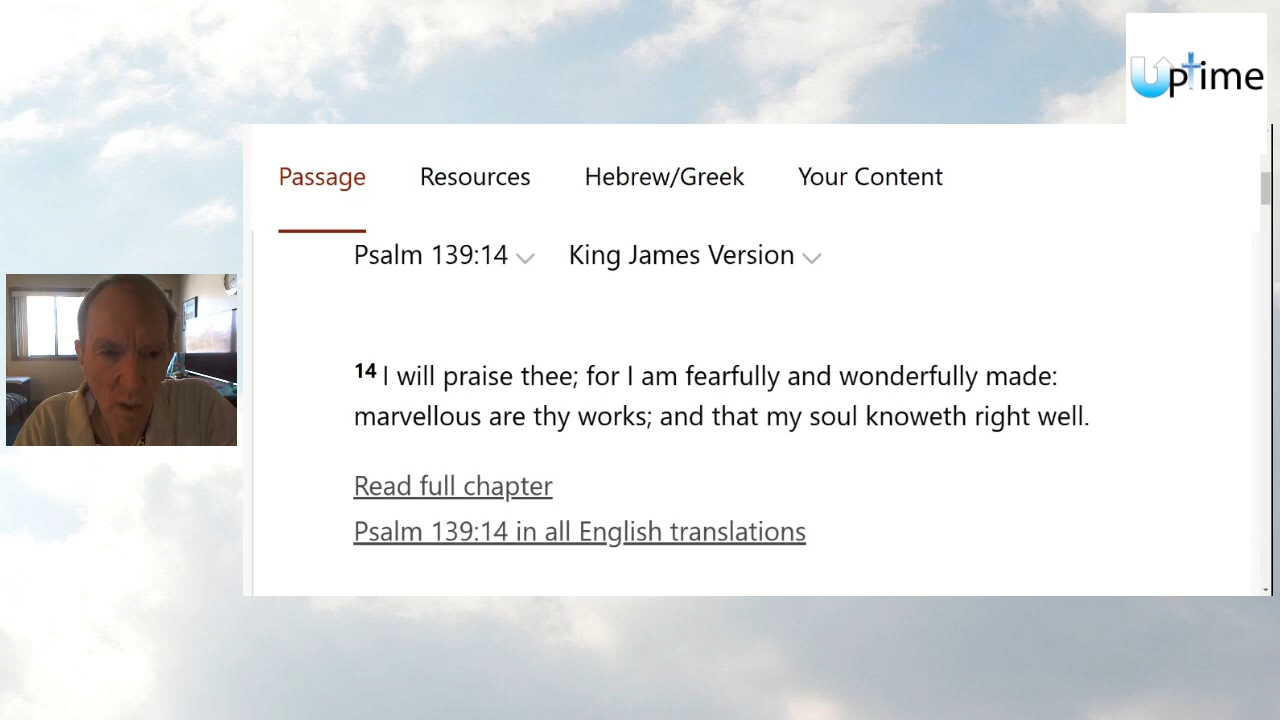 Uptime
Passage Resources Hebrew/Greek Your Content
Psalm 139:14 King James Version
14 I will praise thee; for I am fearfully and wonderfully made:
marvellous are thy works; and that my soul knoweth right well.
Read full chapter
Psalm 139:14 in all English translations